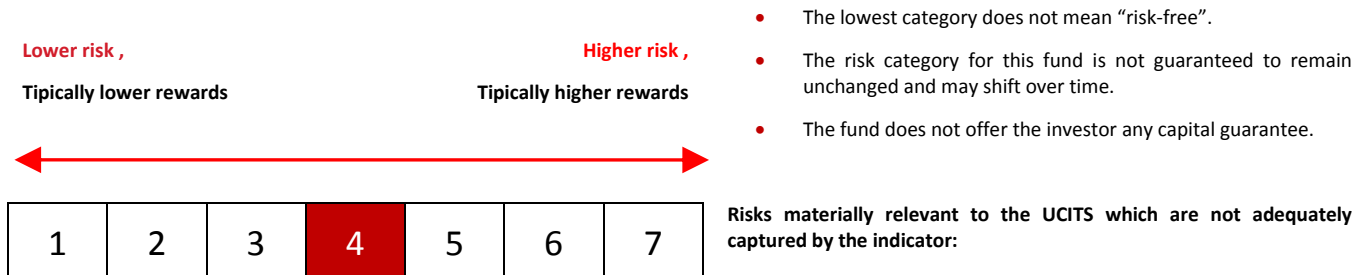 Lower risk ,
Higher risk ,
Tipically lower rewards
Tipically higher rewards
1 2 3 4 5 6 7
• The lowest category does not mean “risk-free”.
• The risk category for this fund is not guaranteed to remain
unchanged and may shift over time.
• The fund does not offer the investor any capital guarantee.
Risks materially relevant to the UCITS which are not adequately
captured by the indicator: